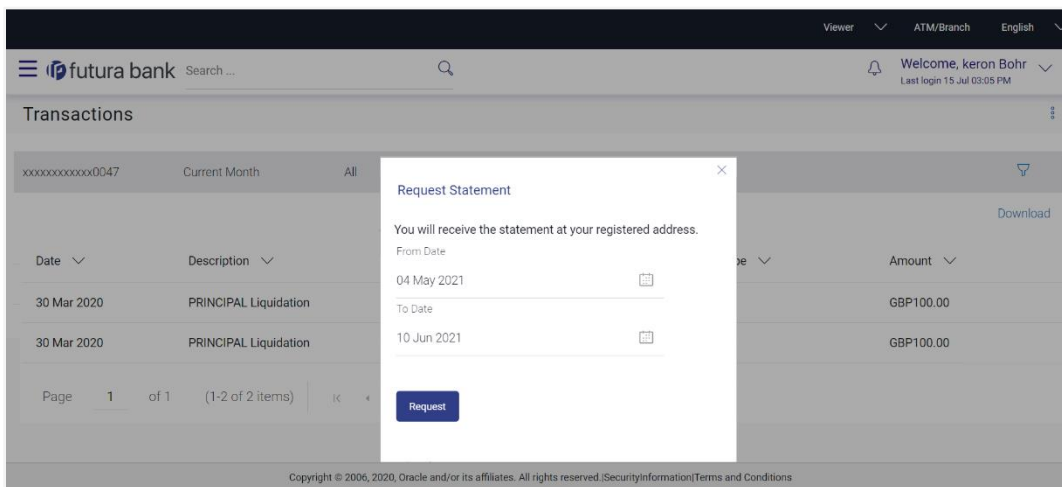 Viewer ATM/Branch English
futura bank Search ... Welcome, keron Bohr
Last login 15 Jul 03:05 PM
Transactions
xxxxxxxxxxxx0047 Current Month All
Request Statement
Download
You will receive the statement at your registered address.
From Date
Date Description Amount
04 May 2021
30 Mar 2020 PRINCIPAL Liquidation GBP100.00
To Date
10 Jun 2021
30 Mar 2020 PRINCIPAL Liquidation GBP100.00
Page 1 of 1 (1-2 of 2 items)
Request
Copyright © 2006, 2020, Oracle and/or its affiliates. All rights reserved.|SecurityInformation|Terms and Conditions